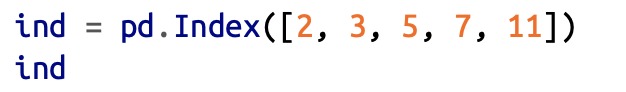 ind = pd.Index([2, 3, 5, 7, 11])
ind